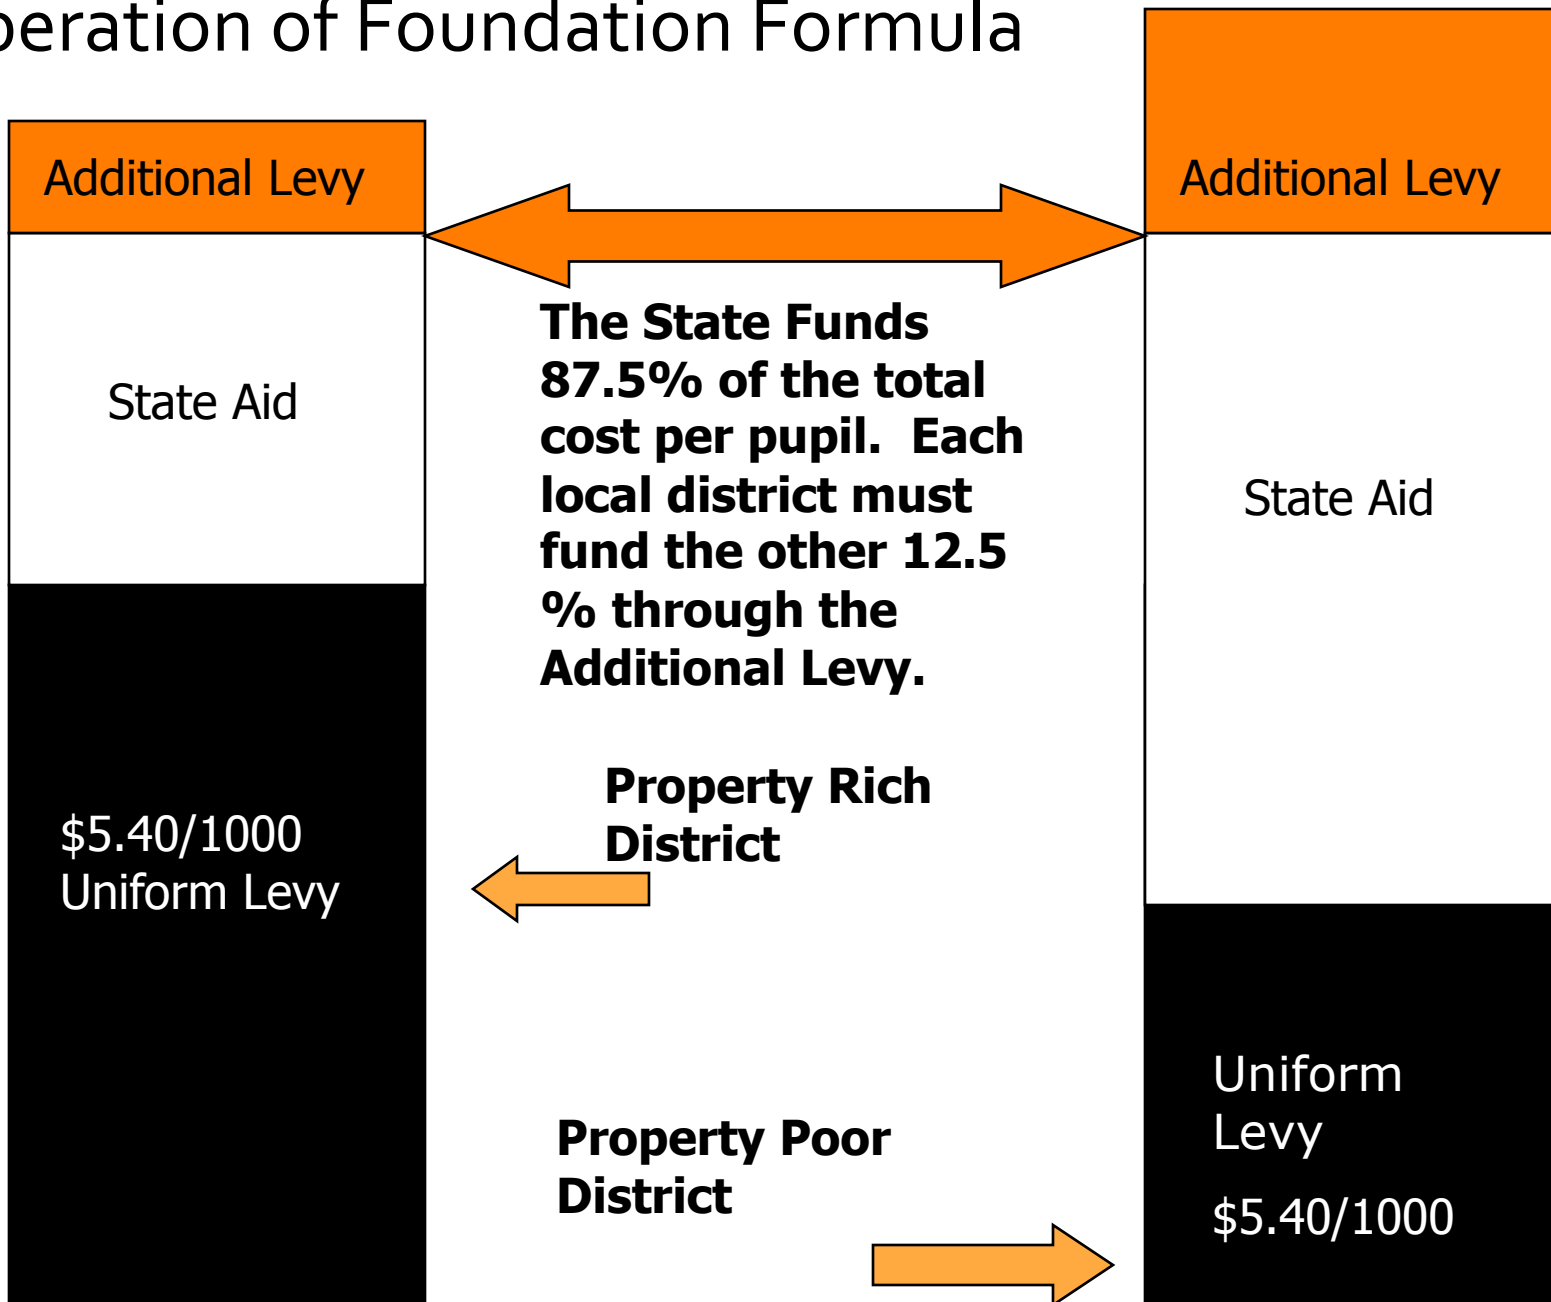 peration of Foundation Formula
Additional Levy
Additional Levy
The State Funds
87.5% of the total
cost per pupil.  Each
local district must
fund the other 12.5
% through the
Additional Levy.
State Aid
State Aid
Property Rich
District
$5.40/1000
Uniform Levy
Property Poor
District
Uniform
Levy
$5.40/1000